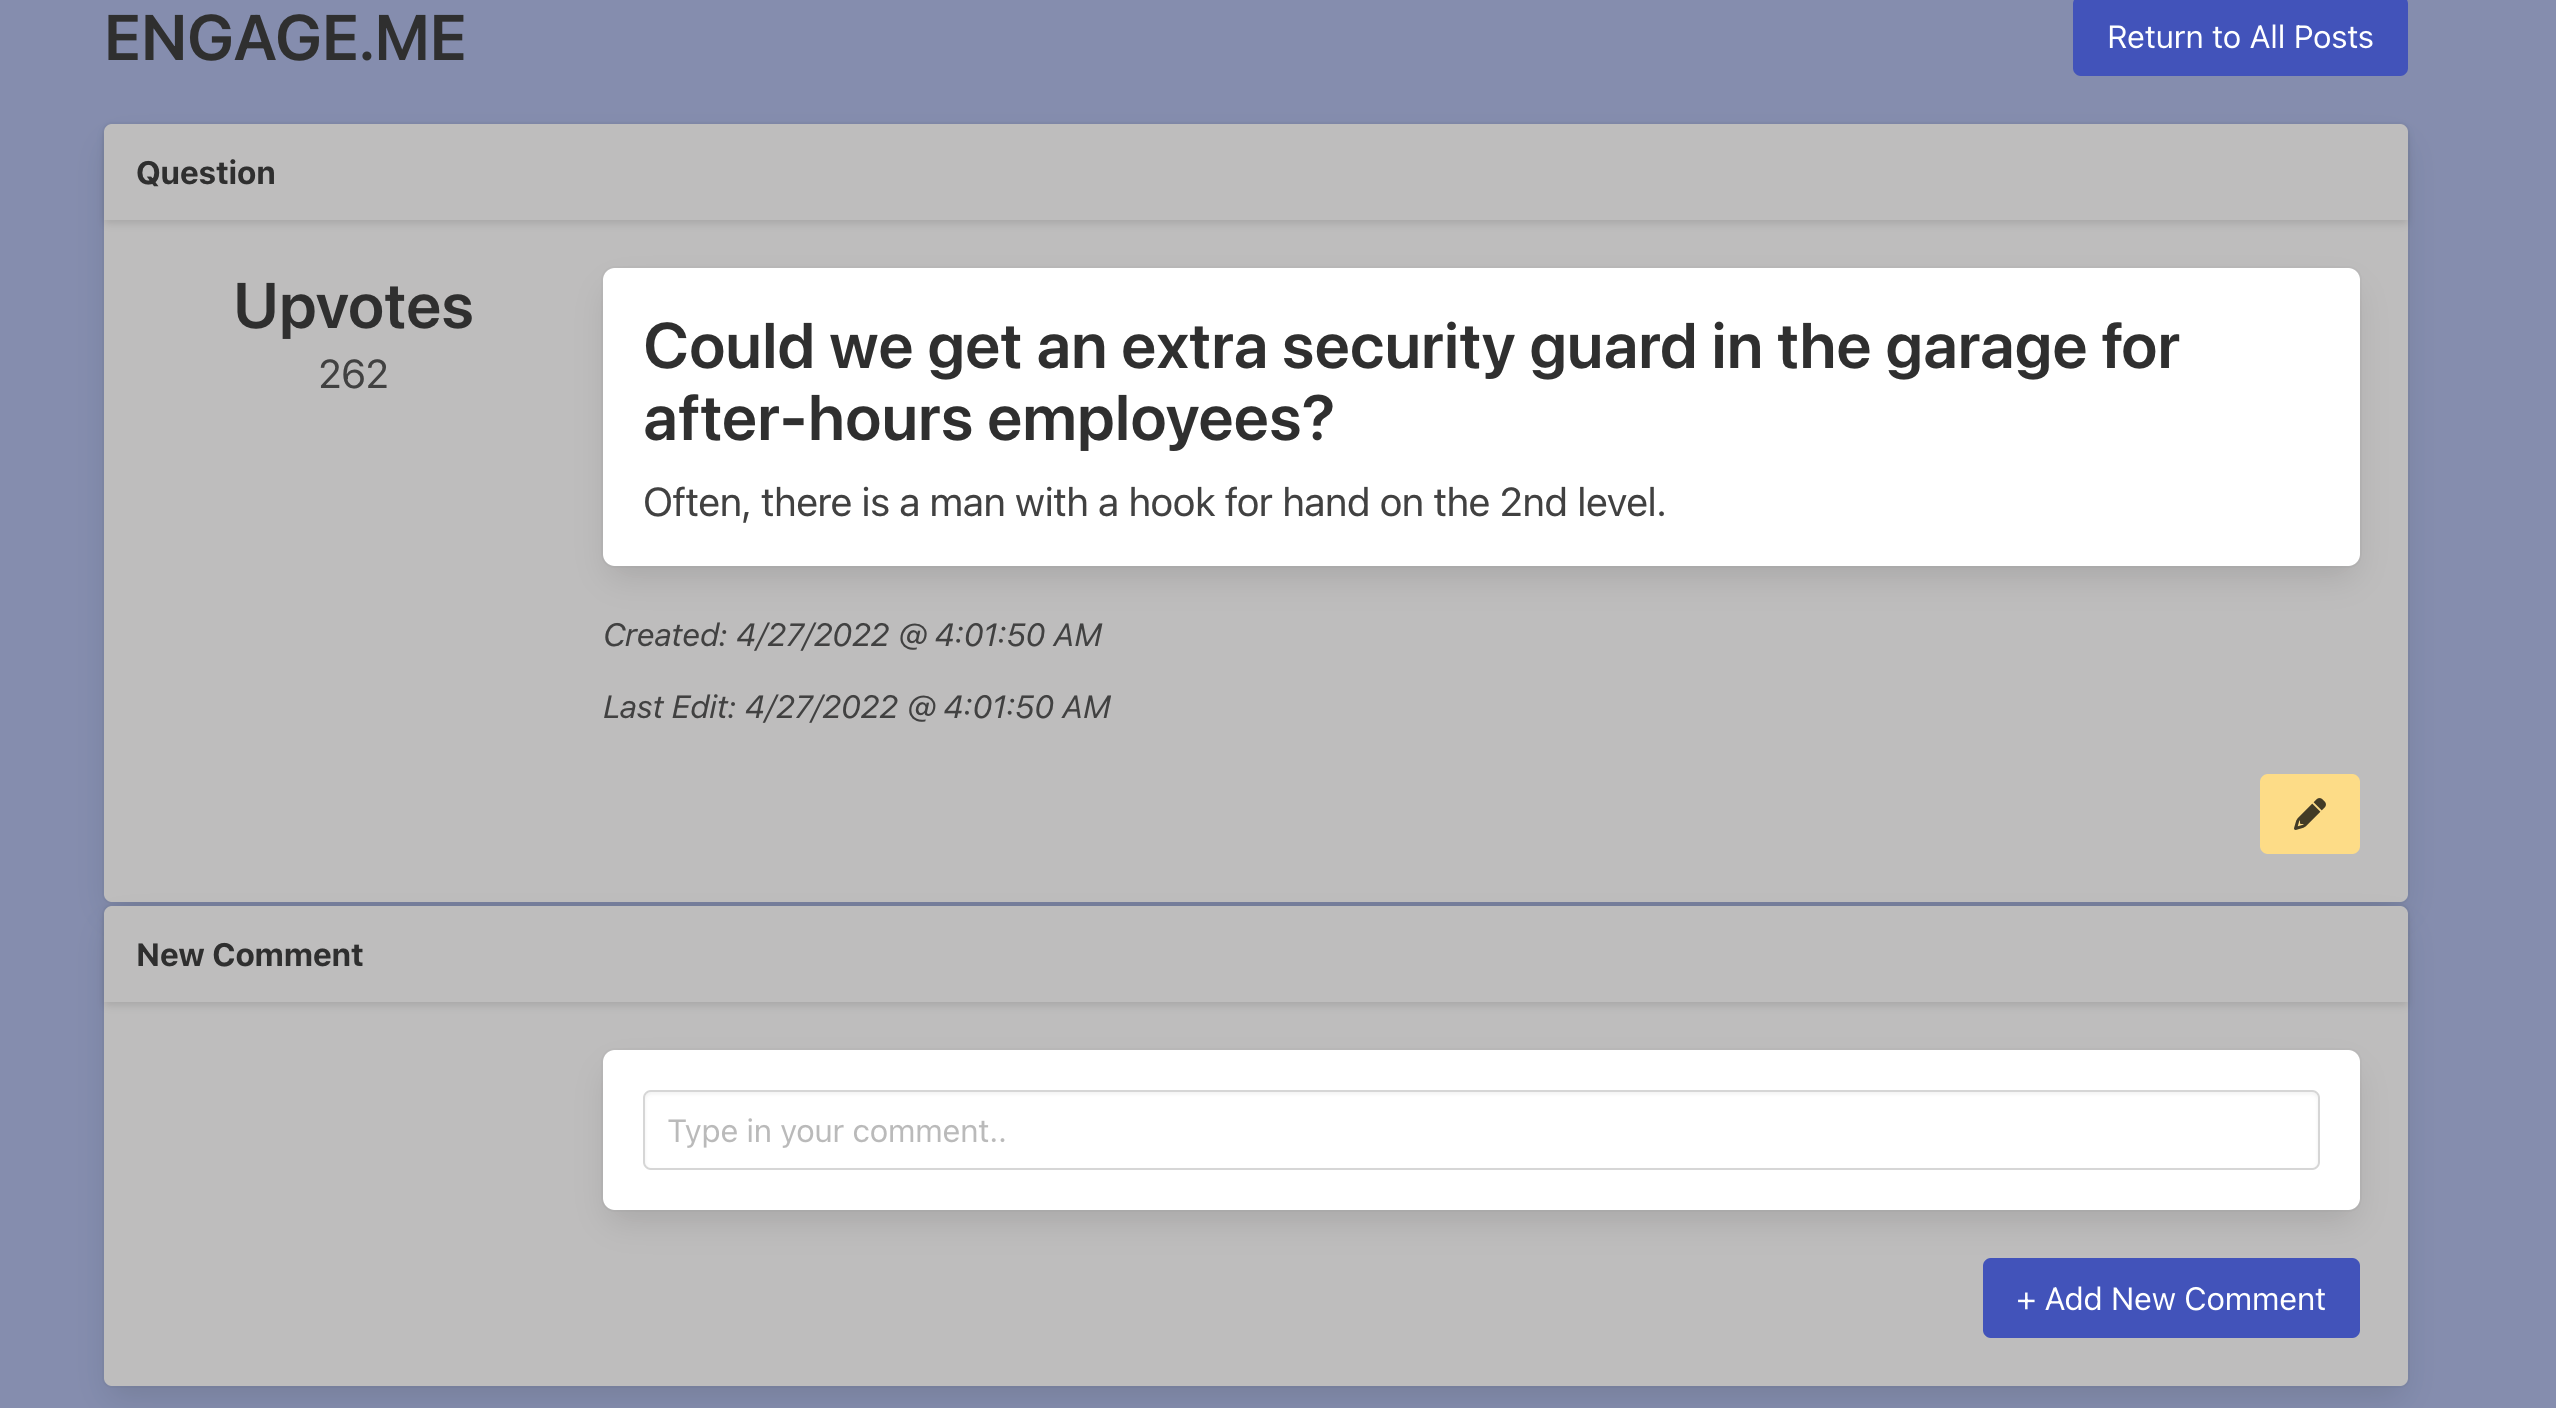 ENGAGE.ME
Return to All Posts
Question
Upvotes
262
Could we get an extra security guard in the garage for
after-hours employees?
Often, there is a man with a hook for hand on the 2nd level.
Created: 4/27/2022 @ 4:01:50 AM
Last Edit: 4/27/2022 @ 4:01:50 AM
New Comment
Type in your comment..
+ Add New Comment